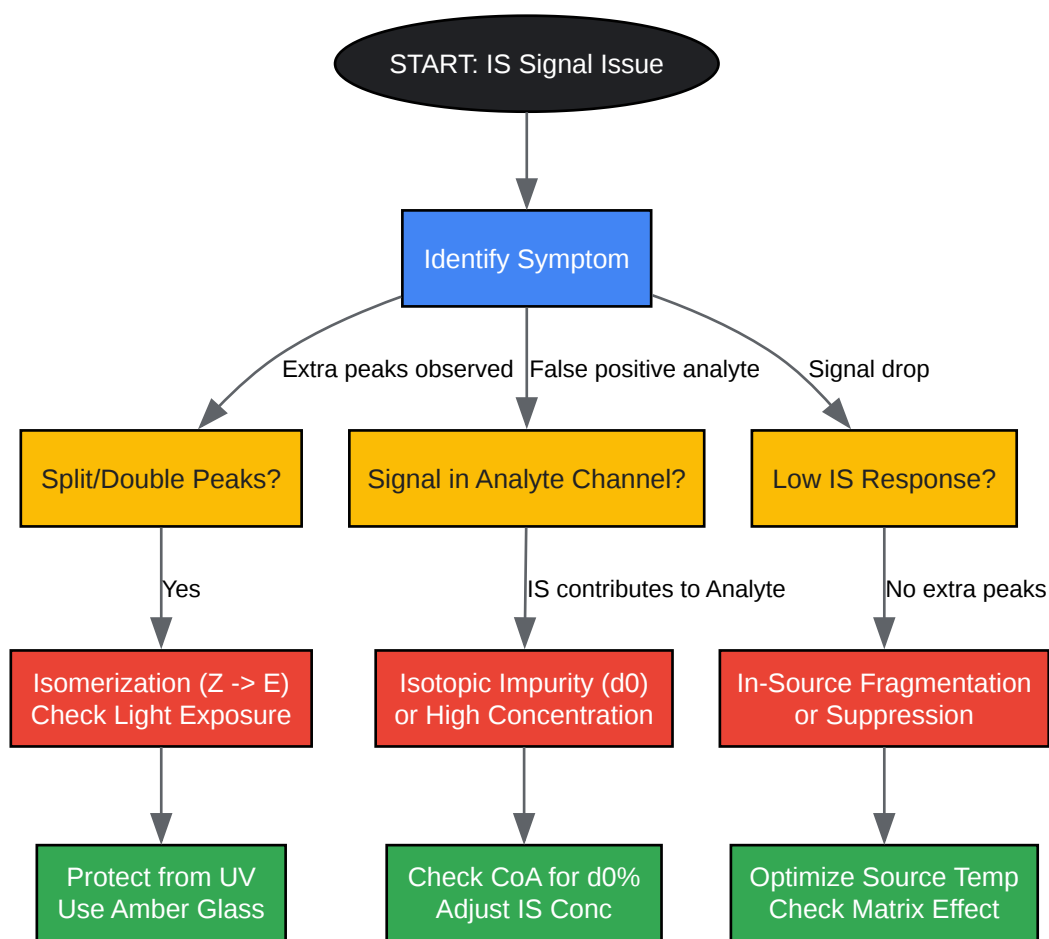 START: IS Signal Issue
Identify Symptom
Extra peaks observed
False positive analyte
Signal drop
Split/Double Peaks?
Signal in Analyte Channel?
Low IS Response?
Yes
IS contributes to Analyte
No extra peaks
Isomerization (Z -> E)
Check Light Exposure
Isotopic Impurity (d0)
or High Concentration
In-Source Fragmentation
or Suppression
Protect from UV
Use Amber Glass
Check CoA for d0%
Adjust IS Conc
Optimize Source Temp
Check Matrix Effect